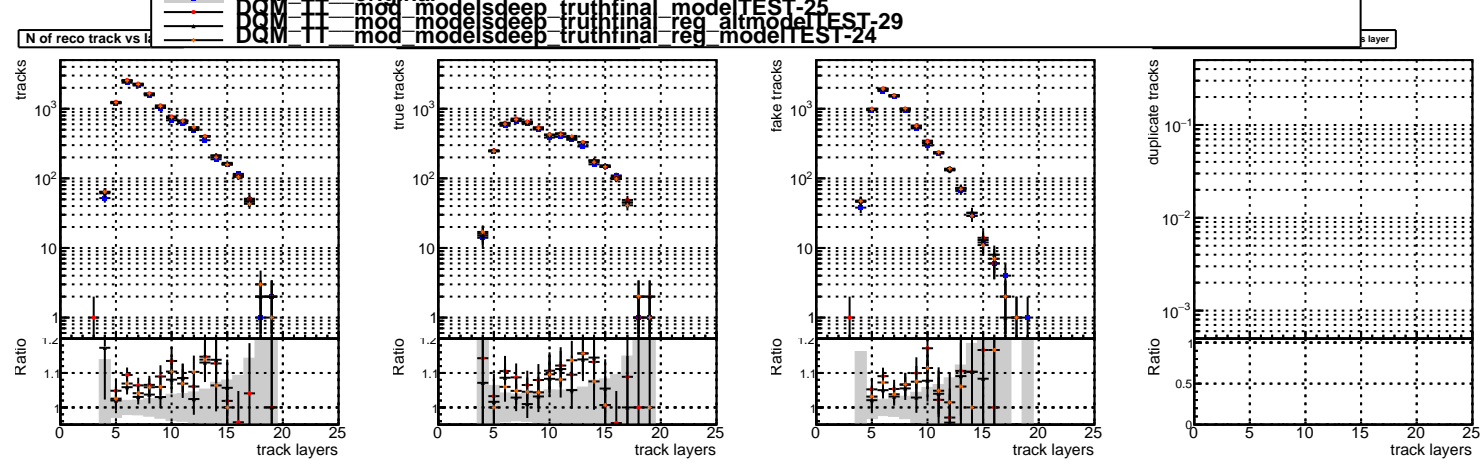 DQM_TT__mod_modelsdeep_truthfinal_modelTEST-25
DQM_TT__mod_modelsdeep_truthfinal_reg_altmodelTEST-29
DQM_TT__mod_modelsdeep_truthfinal_reg_modelTEST-24
N of reco track vs la
s layer
tracks
10³
10²
10
1
Ratio
1.2
1.1
1
0 5 10 15 20 25
track layers
true tracks
10³
10²
10
1
Ratio
1.2
1.1
1
0 5 10 15 20 25
track layers
fake tracks
10³
10²
10
1
Ratio
1.2
1.1
1
0 5 10 15 20 25
track layers
duplicate tracks
10⁻¹
10⁻²
10⁻³
Ratio
1
0.5
0
0 5 10 15 20 25
track layers